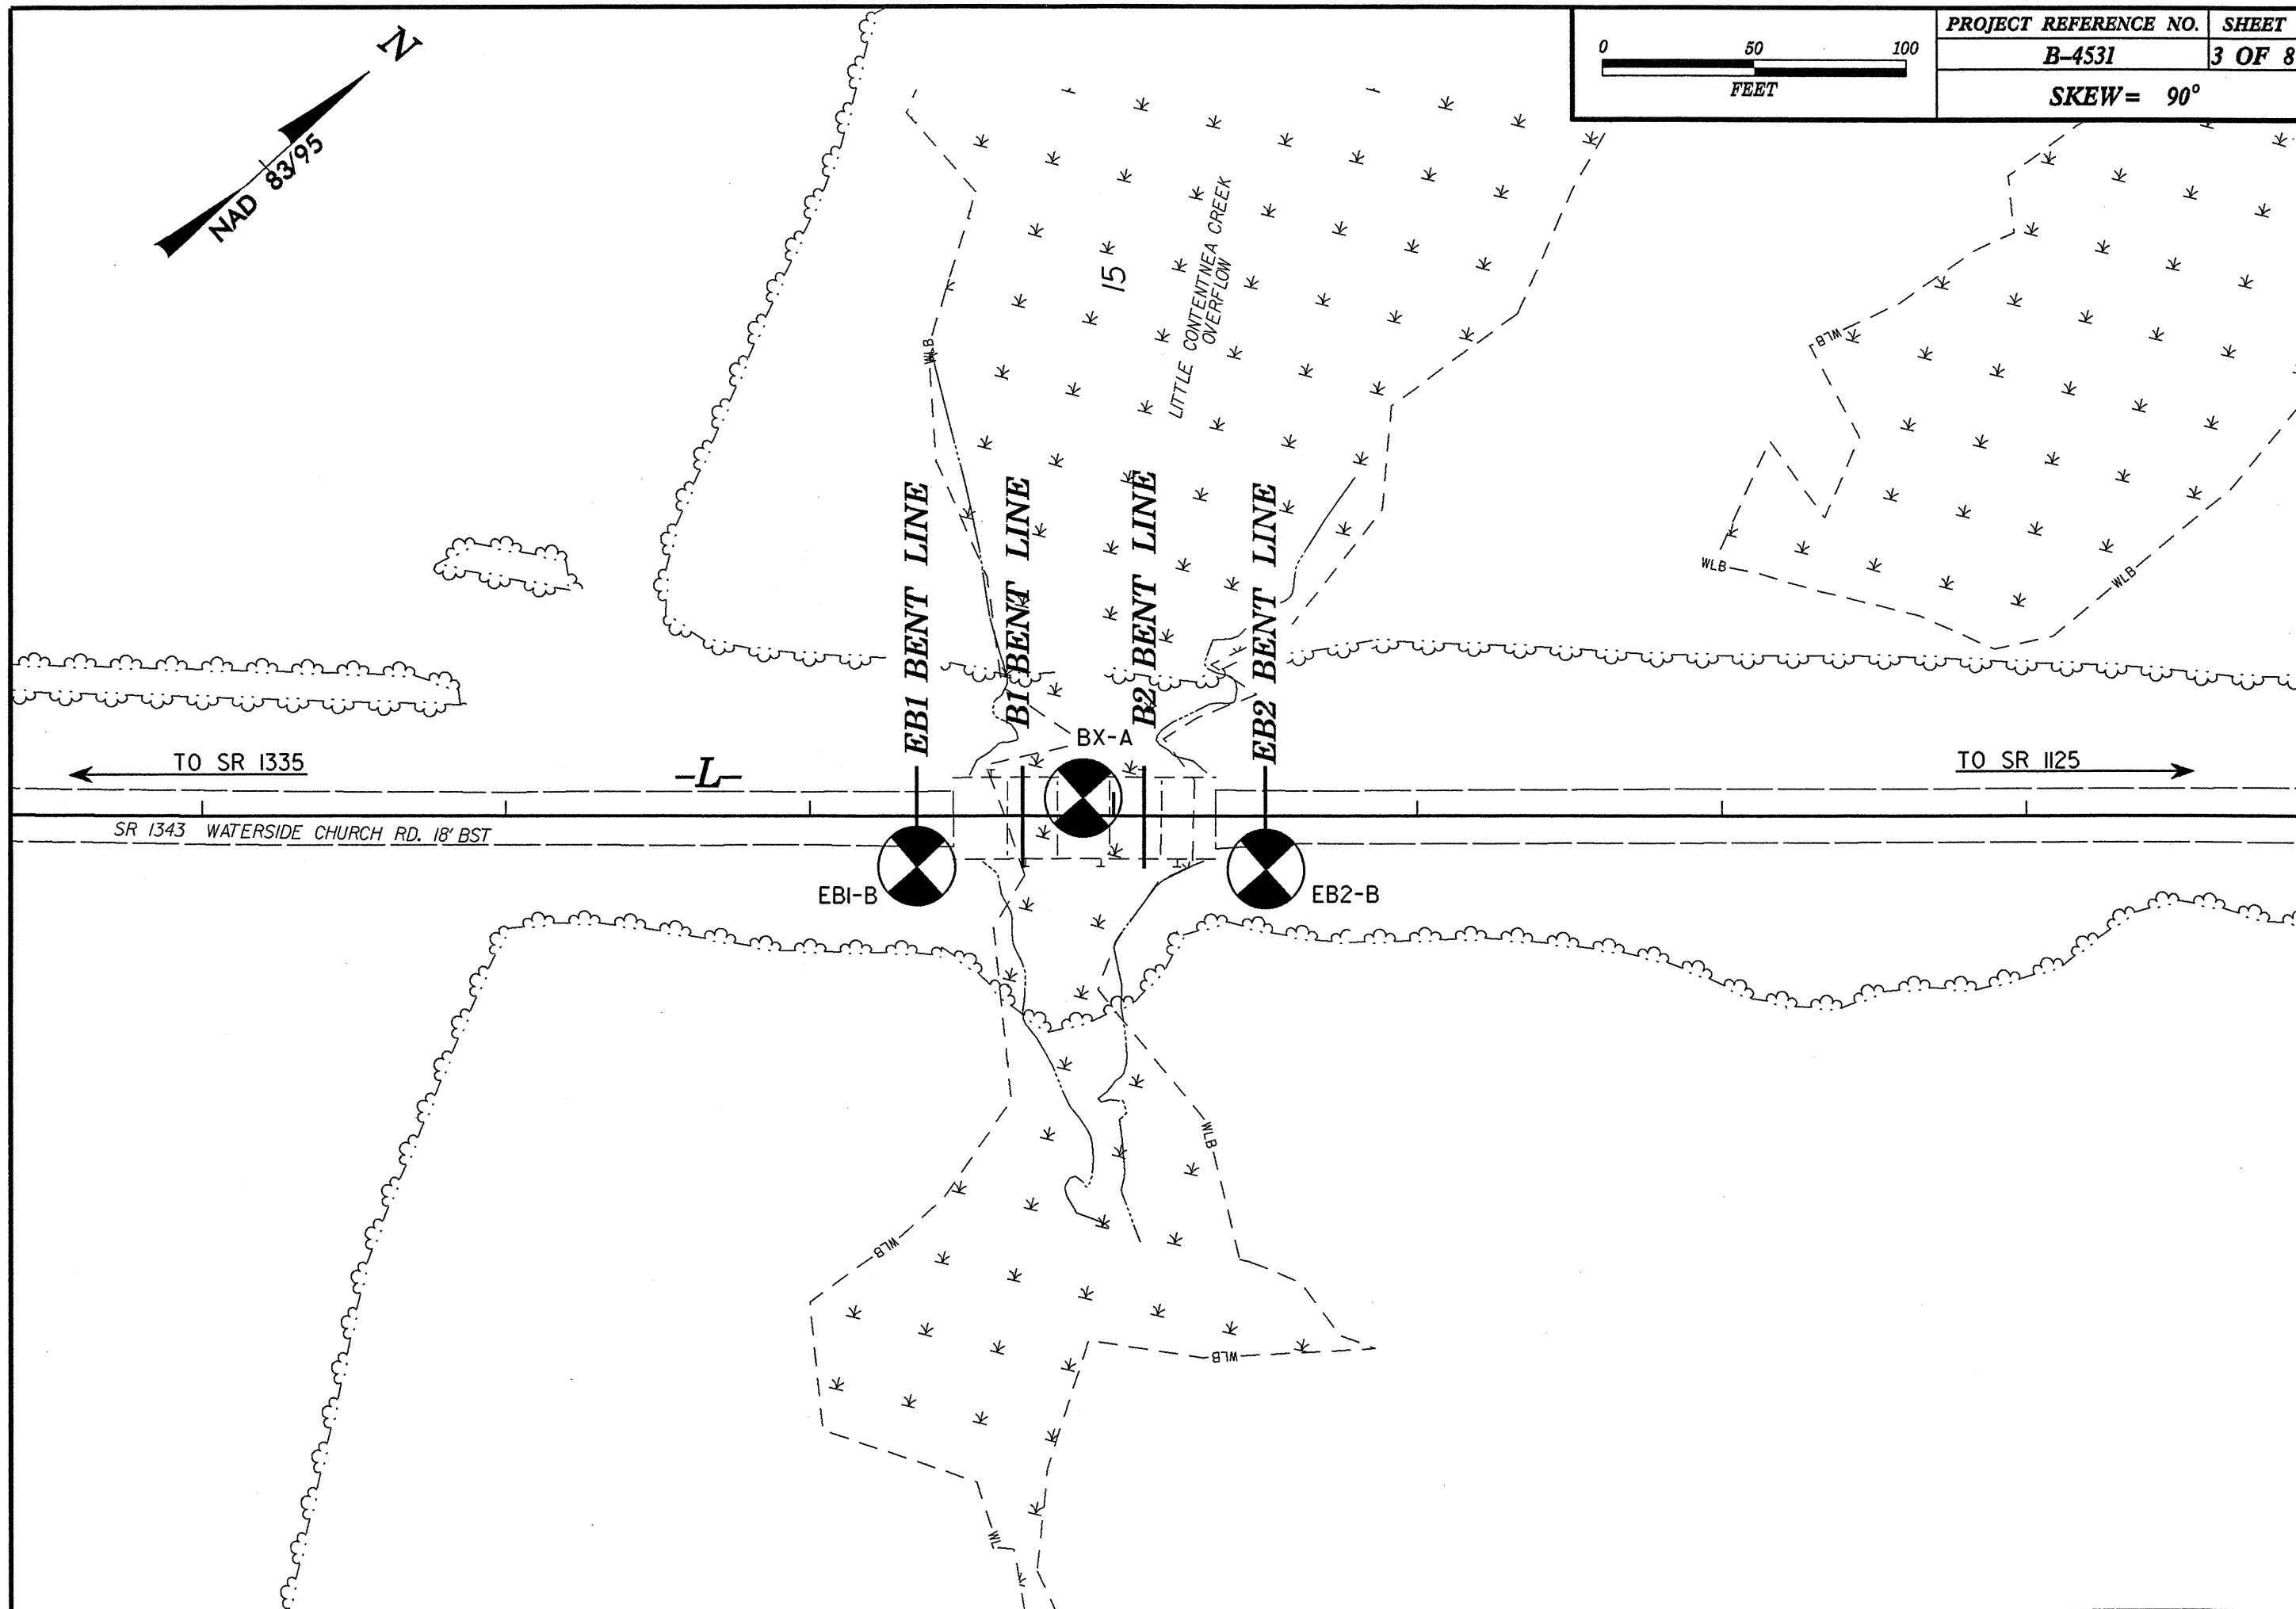 N
NAD 83/95
0 50 100
FEET
PROJECT REFERENCE NO. SHEET
B-4531 3 OF 8
SKEW= 90°
15
LITTLE CONTENTNEA CREEK
OVERFLOW
WLB
WLB
WLB
WLB
EB1 BENT LINE
B1 BENT LINE
B2 BENT LINE
EB2 BENT LINE
BX-A
TO SR 1335
-L-
TO SR 1125
SR 1343 WATERSIDE CHURCH RD. 18' BST
EB1-B
EB2-B
WLB
WLB
WLB
WL